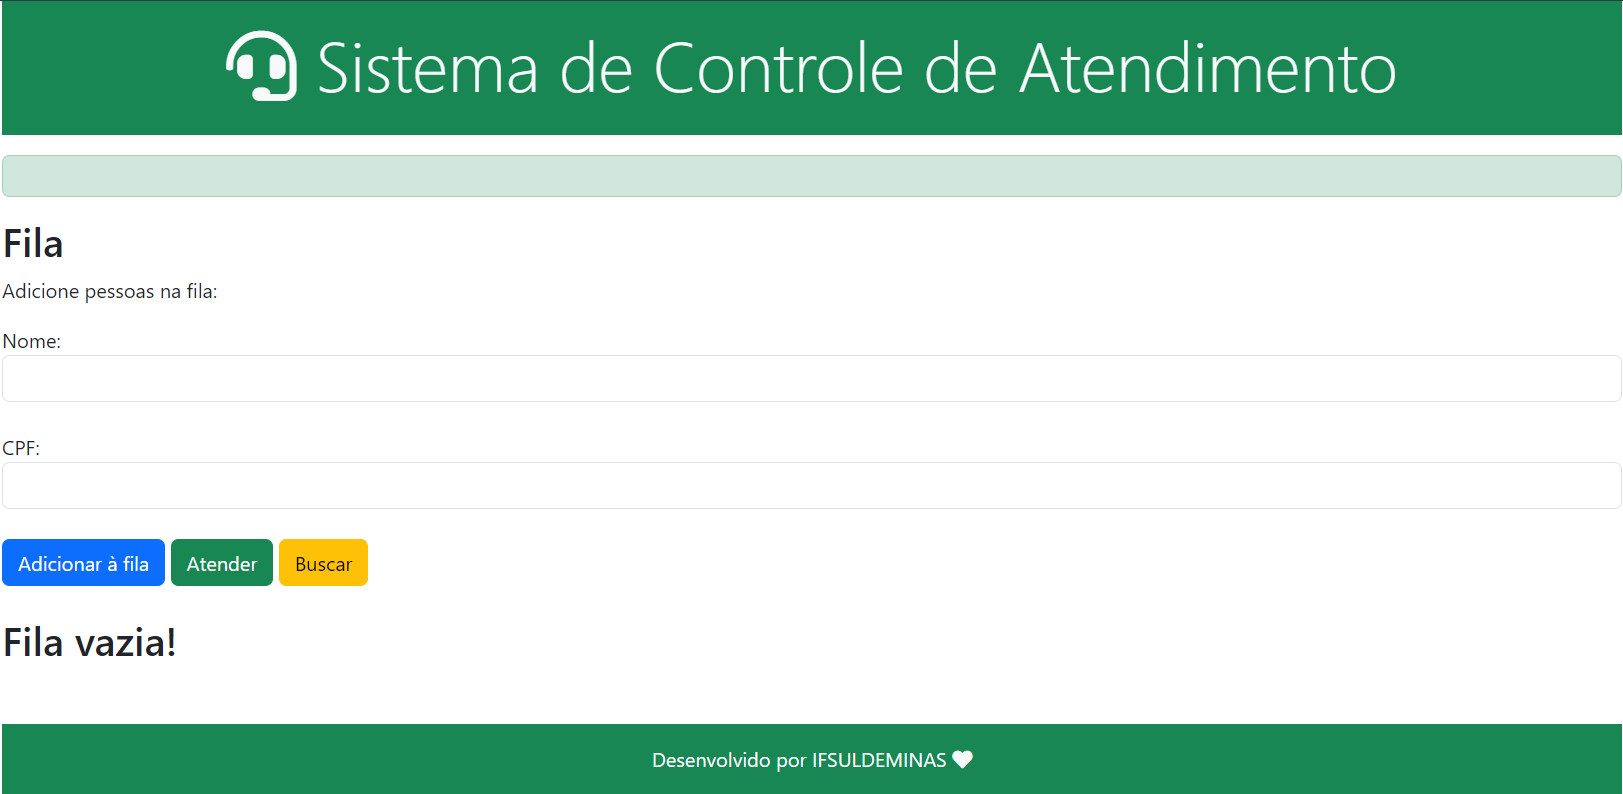 Sistema de Controle de Atendimento
Fila
Adicione pessoas na fila:
Nome:
CPF:
Adicionar à fila Atender Buscar
Fila vazia!
Desenvolvido por IFSULDEMINAS